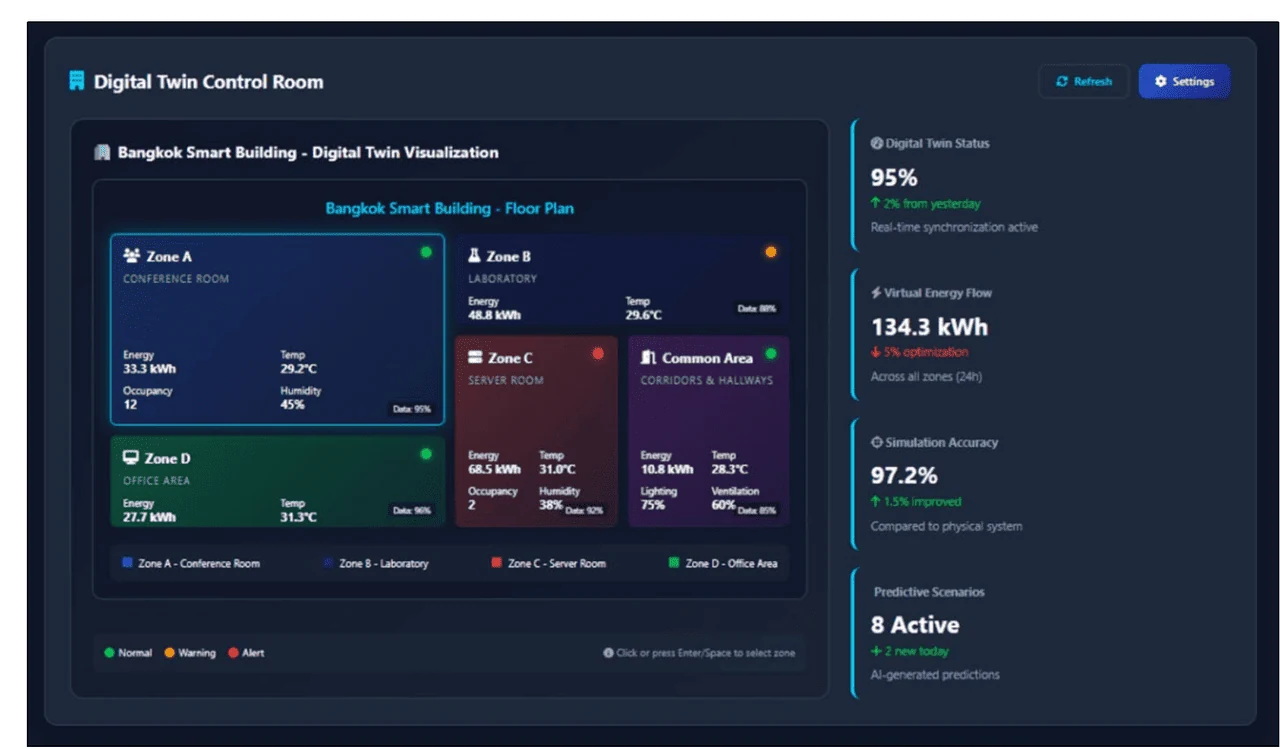 Digital Twin Control Room
Refresh
Settings
Bangkok Smart Building - Digital Twin Visualization
Bangkok Smart Building - Floor Plan
Zone A
CONFERENCE ROOM
Energy
33.3 kWh
Temp
29.2°C
Occupancy
12
Humidity
45%
Data: 95%
Zone B
LABORATORY
Energy
48.8 kWh
Temp
29.6°C
Data: 88%
Zone C
SERVER ROOM
Energy
68.5 kWh
Temp
31.0°C
Occupancy
2
Humidity
38%
Data: 92%
Common Area
CORRIDORS & HALLWAYS
Energy
10.8 kWh
Temp
28.3°C
Lighting
75%
Ventilation
60%
Data: 85%
Zone D
OFFICE AREA
Energy
27.7 kWh
Temp
31.3°C
Data: 96%
Zone A - Conference Room
Zone B - Laboratory
Zone C - Server Room
Zone D - Office Area
Normal
Warning
Alert
Click or press Enter/Space to select zone
Digital Twin Status
95%
↑ 2% from yesterday
Real-time synchronization active
Virtual Energy Flow
134.3 kWh
↓ 5% optimization
Across all zones (24h)
Simulation Accuracy
97.2%
↑ 1.5% improved
Compared to physical system
Predictive Scenarios
8 Active
+ 2 new today
AI-generated predictions